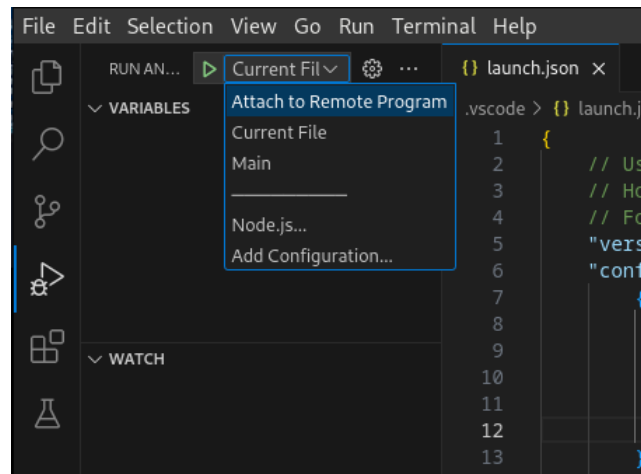 File Edit Selection View Go Run Terminal Help
RUN AN... Current Fil ··· {} launch.json ×
Attach to Remote Program
Current File
Main
Node.js...
Add Configuration...
VARIABLES
WATCH
.vscode > {} launch.j
1 {
2 // Us
3 // Ho
4 // Fo
5 "vers
6 "conf
7 {
8
9
10
11
12
13 }